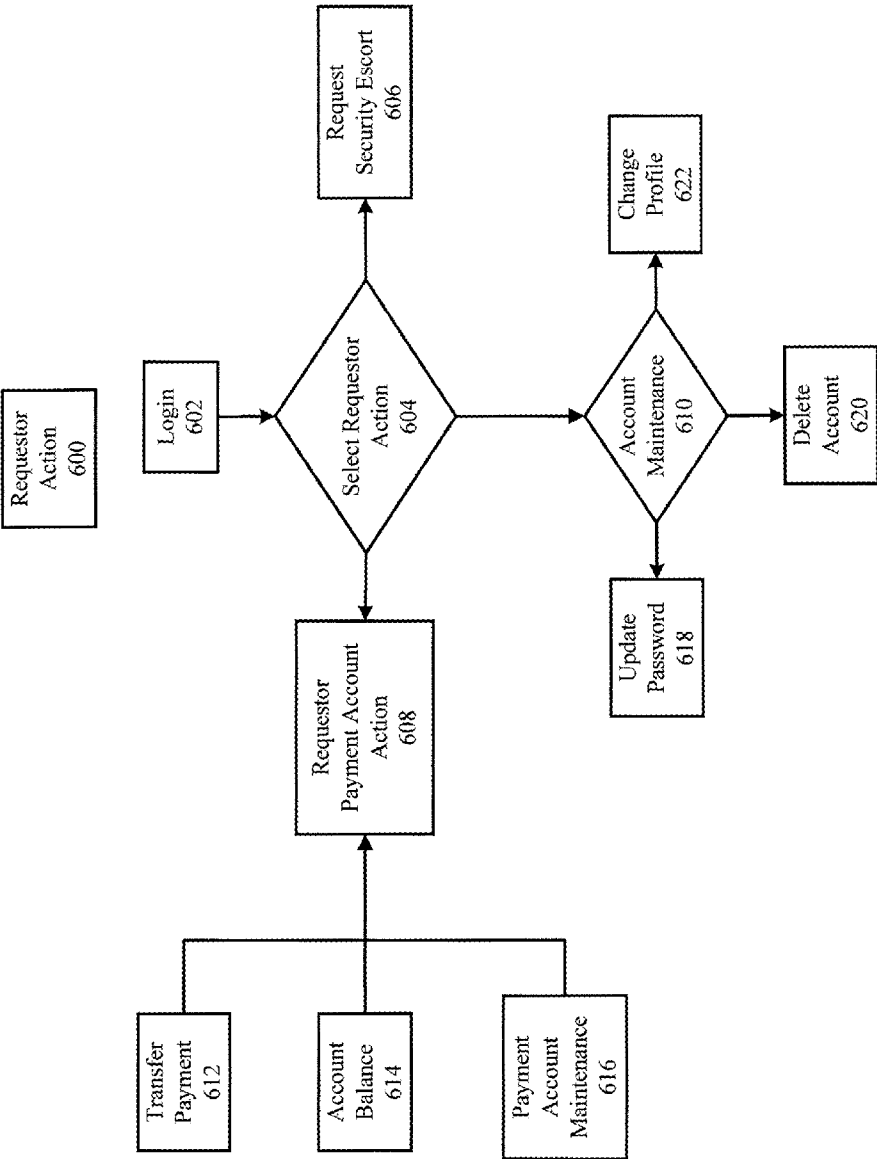 Requestor
Action
600
Login
602
Select Requestor
Action
604
Request
Security Escort
606
Requestor
Payment Account
Action
608
Account
Maintenance
610
Transfer
Payment
612
Account
Balance
614
Payment
Account
Maintenance
616
Update
Password
618
Delete
Account
620
Change
Profile
622